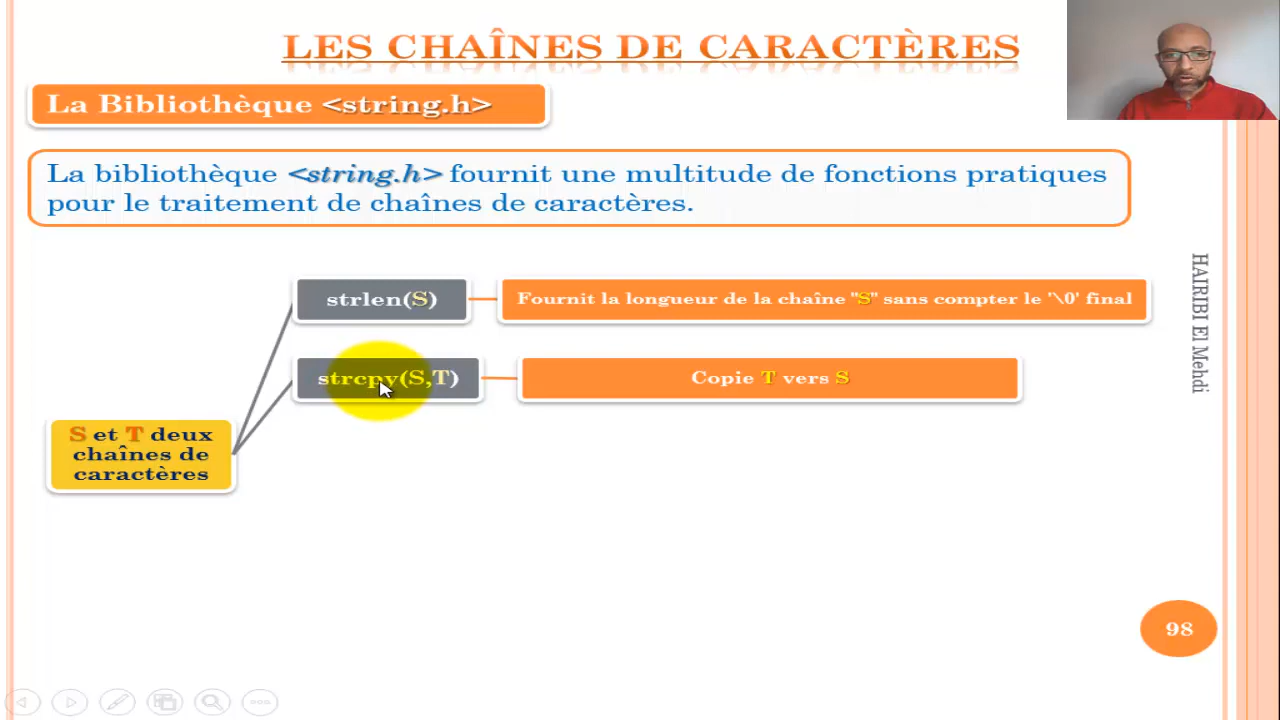 LES CHAÎNES DE CARACTÈRES
La Bibliothèque <string.h>
La bibliothèque <string.h> fournit une multitude de fonctions pratiques
pour le traitement de chaînes de caractères.
strlen(S)
Fournit la longueur de la chaîne "S" sans compter le '\0' final
strcpy(S,T)
Copie T vers S
S et T deux
chaînes de
caractères
HAIRIBI El Mehdi
98